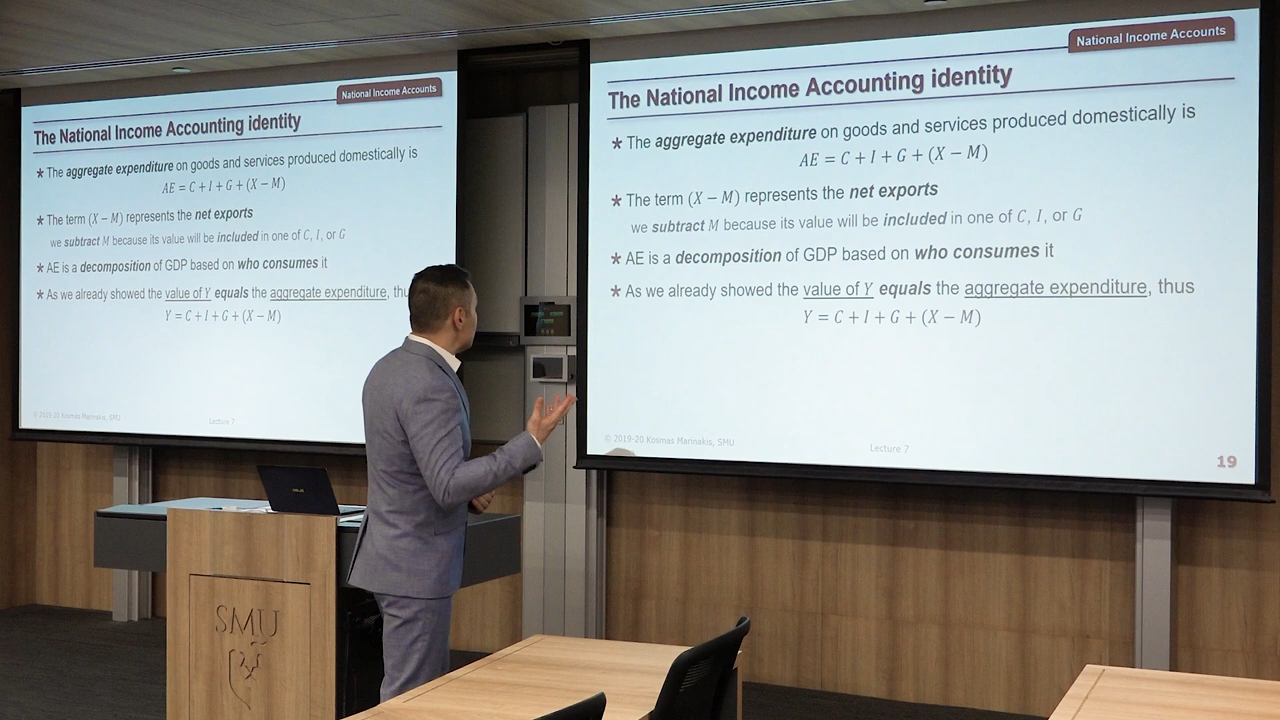 National Income Accounts
The National Income Accounting identity
* The aggregate expenditure on goods and services produced domestically is
AE = C + I + G + (X − M)
* The term (X − M) represents the net exports
we subtract M because its value will be included in one of C, I, or G
* AE is a decomposition of GDP based on who consumes it
* As we already showed the value of Y equals the aggregate expenditure, thu
Y = C + I + G + (X − M)
© 2019-20 Kosmas Marinakis, SMU
Lecture 7
National Income Accounts
The National Income Accounting identity
* The aggregate expenditure on goods and services produced domestically is
AE = C + I + G + (X − M)
* The term (X − M) represents the net exports
we subtract M because its value will be included in one of C, I, or G
* AE is a decomposition of GDP based on who consumes it
* As we already showed the value of Y equals the aggregate expenditure, thus
Y = C + I + G + (X − M)
© 2019-20 Kosmas Marinakis, SMU
Lecture 7
19
SMU